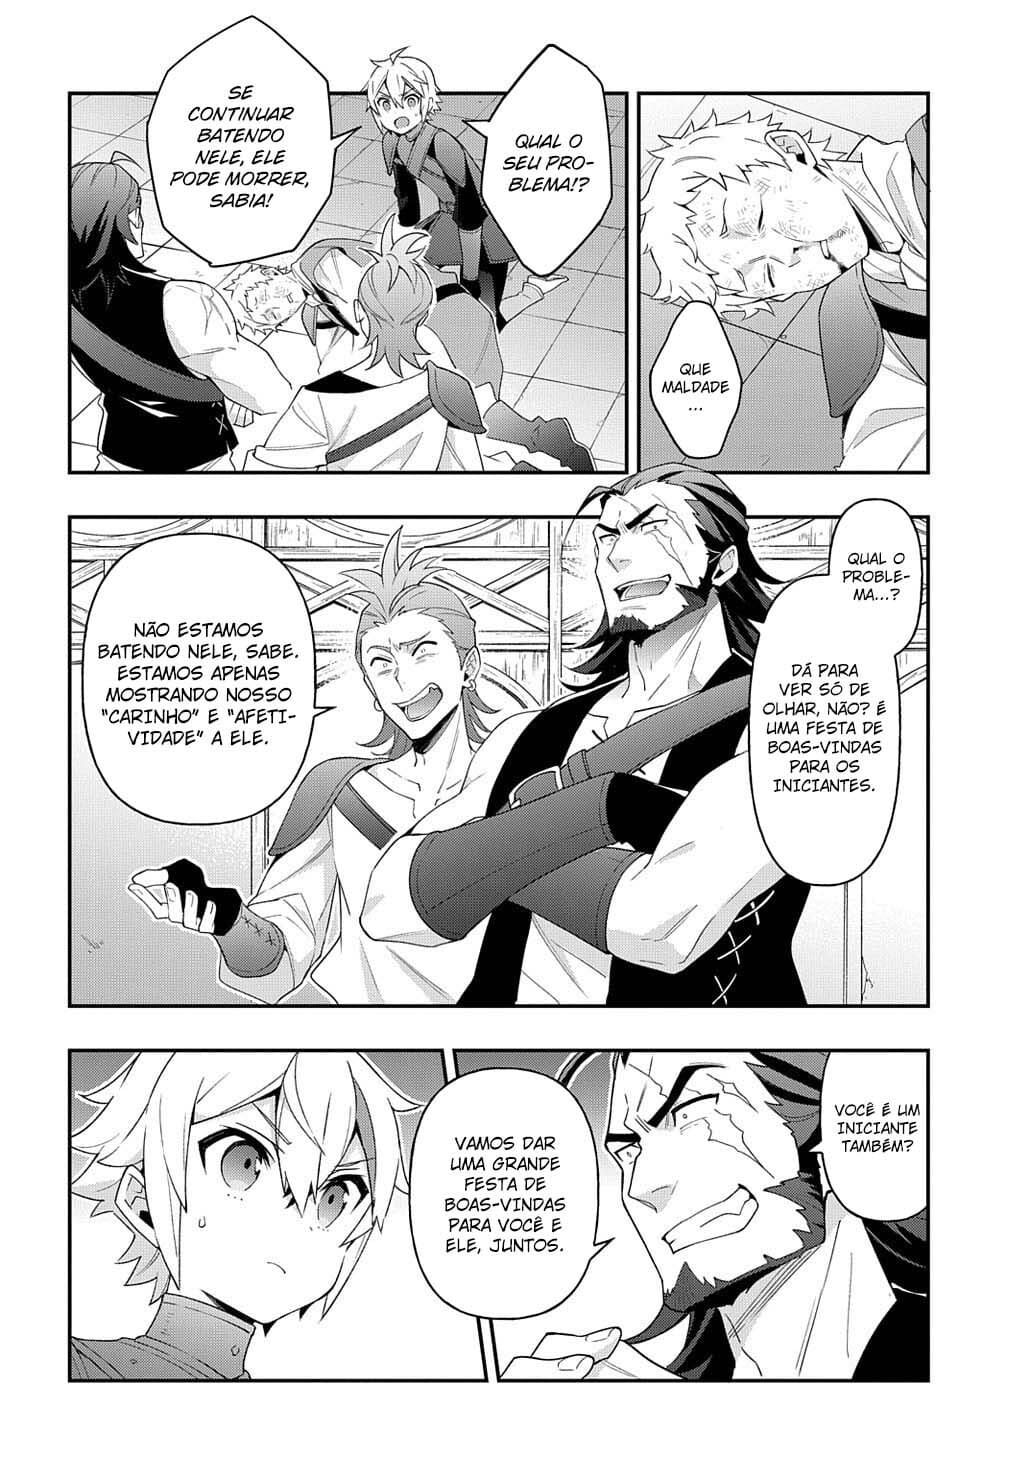 QUE
MALDADE
...
QUAL O
SEU PRO-
BLEMA!?
SE
CONTINUAR
BATENDO
NELE, ELE
PODE MORRER,
SABIA!
QUAL O
PROBLE-
MA...?
DÁ PARA
VER SÓ DE
OLHAR, NÃO? É
UMA FESTA DE
BOAS-VINDAS
PARA OS
INICIANTES.
NÃO ESTAMOS
BATENDO NELE, SABE.
ESTAMOS APENAS
MOSTRANDO NOSSO
"CARINHO" E "AFETI-
VIDADE" A ELE.
VOCÊ É UM
INICIANTE
TAMBÉM?
VAMOS DAR
UMA GRANDE
FESTA DE
BOAS-VINDAS
PARA VOCÊ E
ELE, JUNTOS.